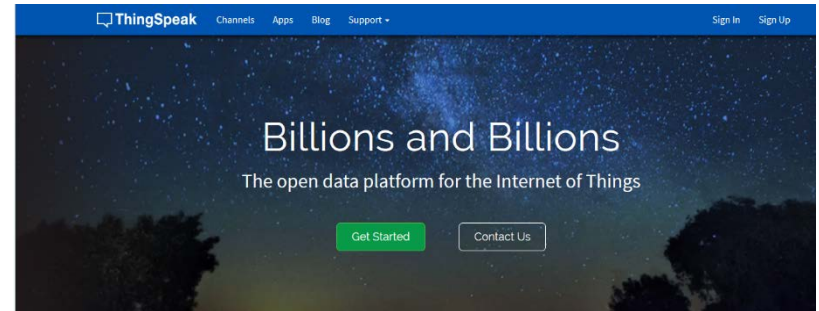 ThingSpeak Channels Apps Blog Support Sign In Sign Up
Billions and Billions
The open data platform for the Internet of Things
Get Started Contact Us